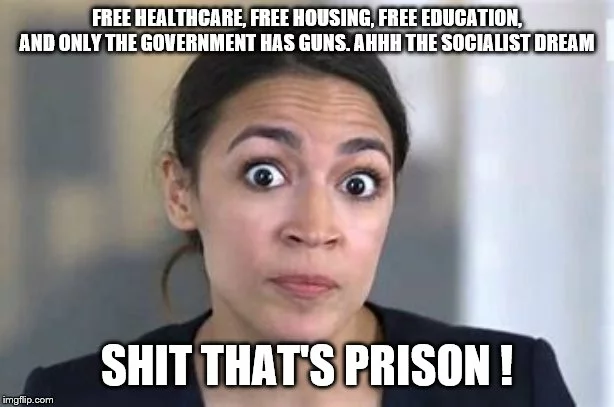 FREE HEALTHCARE, FREE HOUSING, FREE EDUCATION,
AND ONLY THE GOVERNMENT HAS GUNS. AHHH THE SOCIALIST DREAM
SHIT THAT'S PRISON !
imgflip.com